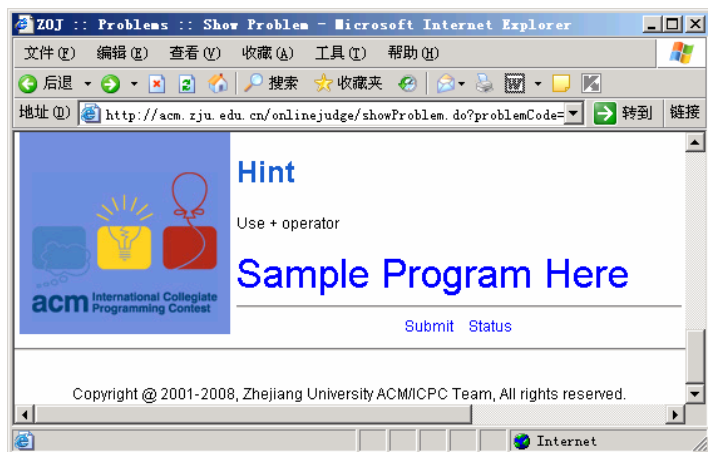 ZOJ :: Problems :: Show Problem - Microsoft Internet Explorer
文件(F) 编辑(E) 查看(V) 收藏(A) 工具(T) 帮助(H)
后退 搜索 收藏夹
地址(D) http://acm.zju.edu.cn/onlinejudge/showProblem.do?problemCode= 转到 链接
Hint
Use + operator
Sample Program Here
acm International Collegiate
Programming Contest
Submit Status
Copyright @ 2001-2008, Zhejiang University ACM/ICPC Team, All rights reserved.
Internet